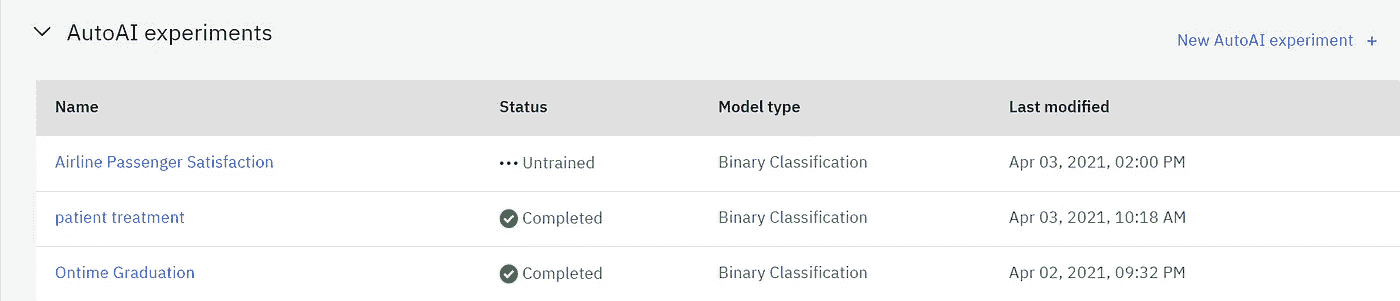 AutoAI experiments
New AutoAI experiment +
Name Status Model type Last modified
Airline Passenger Satisfaction ••• Untrained Binary Classification Apr 03, 2021, 02:00 PM
patient treatment Completed Binary Classification Apr 03, 2021, 10:18 AM
Ontime Graduation Completed Binary Classification Apr 02, 2021, 09:32 PM